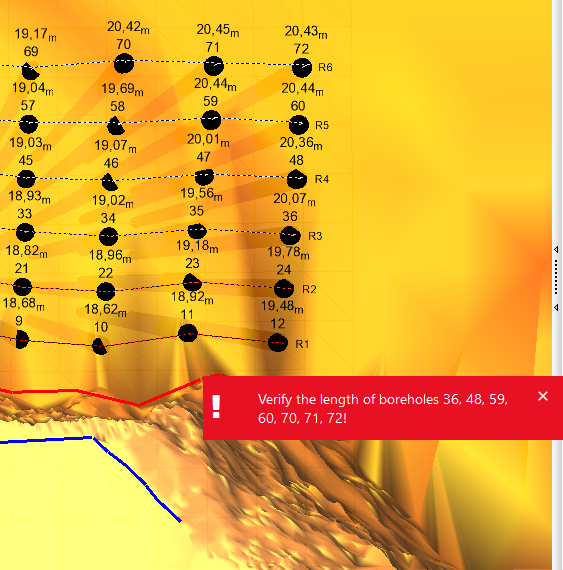 19,17m 20,42m 20,45m 20,43m
69 70 71 72 R6
19,04m 19,69m 20,44m 20,44m
57 58 59 60 R5
19,03m 19,07m 20,01m 20,36m
45 46 47 48 R4
18,93m 19,02m 19,56m 20,07m
33 34 35 36 R3
18,82m 18,96m 19,18m 19,78m
21 22 23 24 R2
18,68m 18,62m 18,92m 19,48m
9 10 11 12 R1
! Verify the length of boreholes 36, 48, 59,
60, 70, 71, 72!